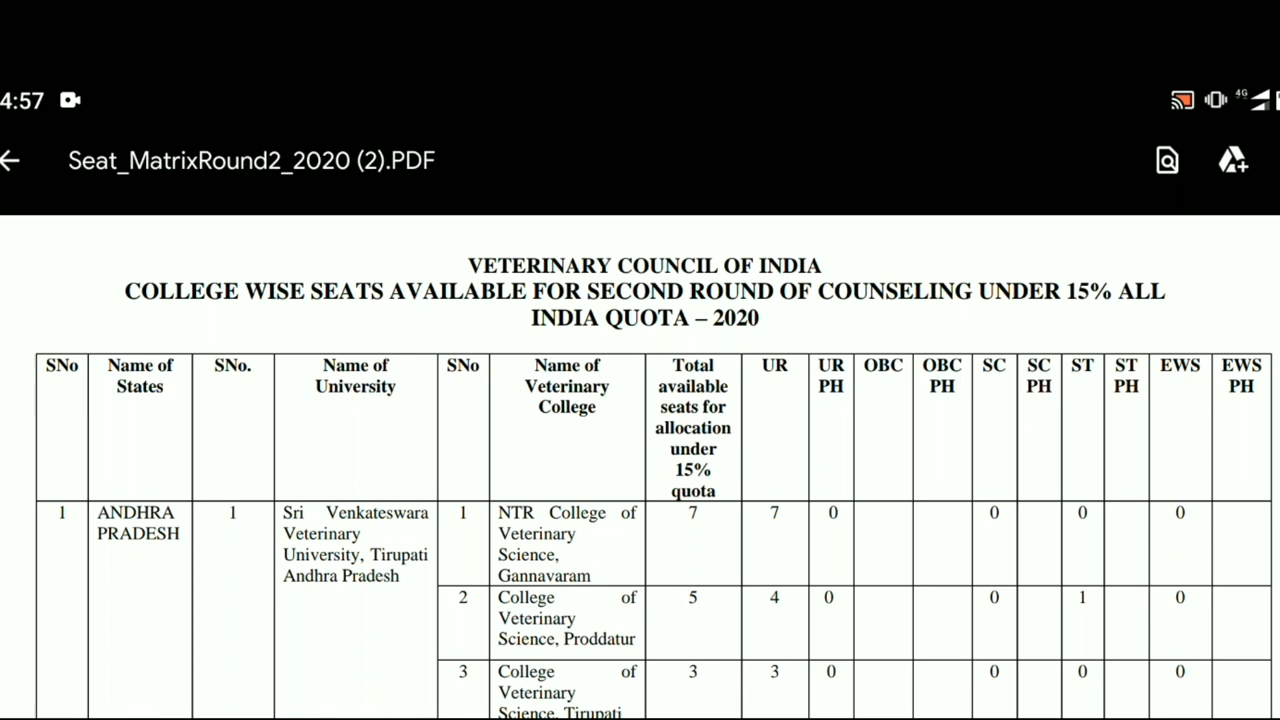 4:57
4G
Seat_MatrixRound2_2020 (2).PDF
VETERINARY COUNCIL OF INDIA
COLLEGE WISE SEATS AVAILABLE FOR SECOND ROUND OF COUNSELING UNDER 15% ALL
INDIA QUOTA – 2020
SNo
Name of
States
SNo.
Name of
University
SNo
Name of
Veterinary
College
Total
available
seats for
allocation
under
15%
quota
UR
UR
PH
OBC
OBC
PH
SC
SC
PH
ST
ST
PH
EWS
EWS
PH
1
ANDHRA
PRADESH
1
Sri Venkateswara
Veterinary
University, Tirupati
Andhra Pradesh
1
NTR College of
Veterinary
Science,
Gannavaram
7
7
0
0
0
0
2
College of
Veterinary
Science, Proddatur
5
4
0
0
1
0
3
College of
Veterinary
Science, Tirupati
3
3
0
0
0
0